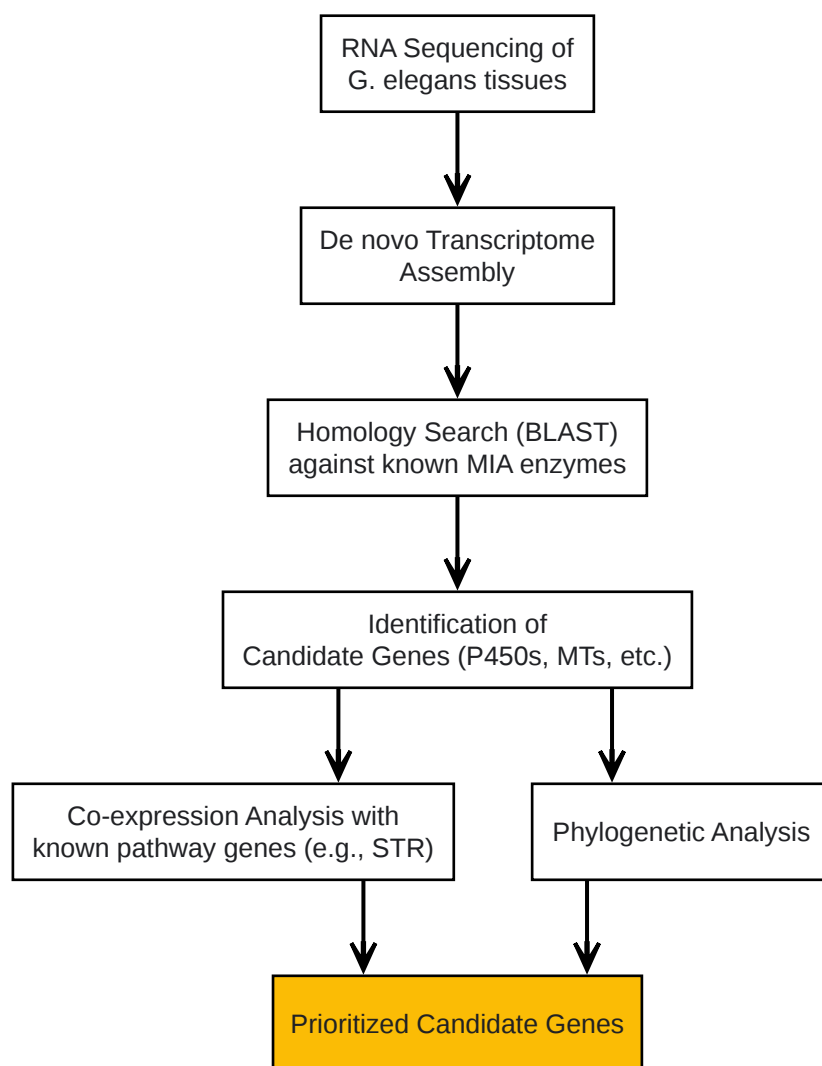 RNA Sequencing of
G. elegans tissues
De novo Transcriptome
Assembly
Homology Search (BLAST)
against known MIA enzymes
Identification of
Candidate Genes (P450s, MTs, etc.)
Co-expression Analysis with
known pathway genes (e.g., STR)
Phylogenetic Analysis
Prioritized Candidate Genes